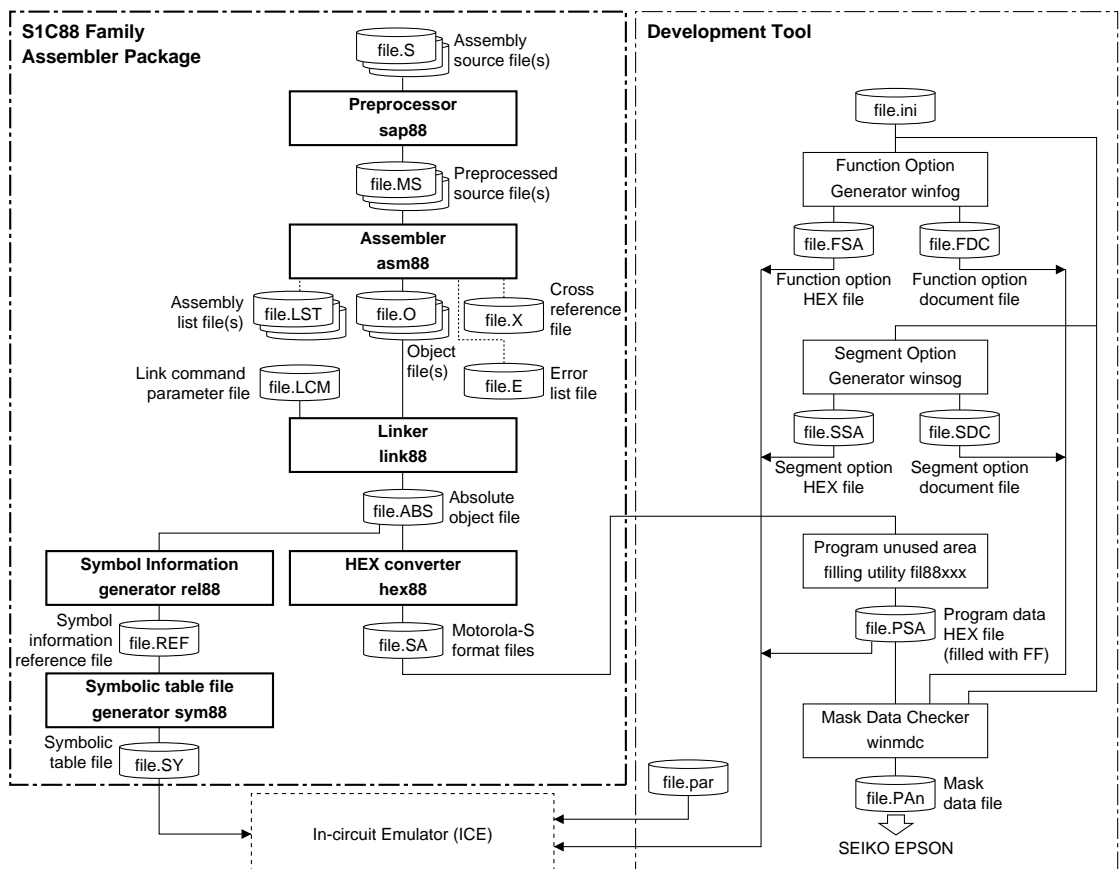 S1C88 Family
Assembler Package
file.S
Assembly
source file(s)
Preprocessor
sap88
file.MS
Preprocessed
source file(s)
Assembler
asm88
Assembly
list file(s)
file.LST
file.O
Object
file(s)
file.X
Cross
reference
file
file.E
Error
list file
Link command
parameter file
file.LCM
Linker
link88
file.ABS
Absolute
object file
Symbol Information
generator rel88
HEX converter
hex88
Symbol
information
reference file
file.REF
file.SA
Motorola-S
format files
Symbolic table file
generator sym88
Symbolic
table file
file.SY
In-circuit Emulator (ICE)
Development Tool
file.ini
Function Option
Generator winfog
file.FSA
file.FDC
Function option
HEX file
Function option
document file
Segment Option
Generator winsog
file.SSA
file.SDC
Segment option
HEX file
Segment option
document file
Program unused area
filling utility fil88xxx
file.PSA
Program data
HEX file
(filled with FF)
Mask Data Checker
winmdc
file.par
file.PAn
Mask
data file
SEIKO EPSON